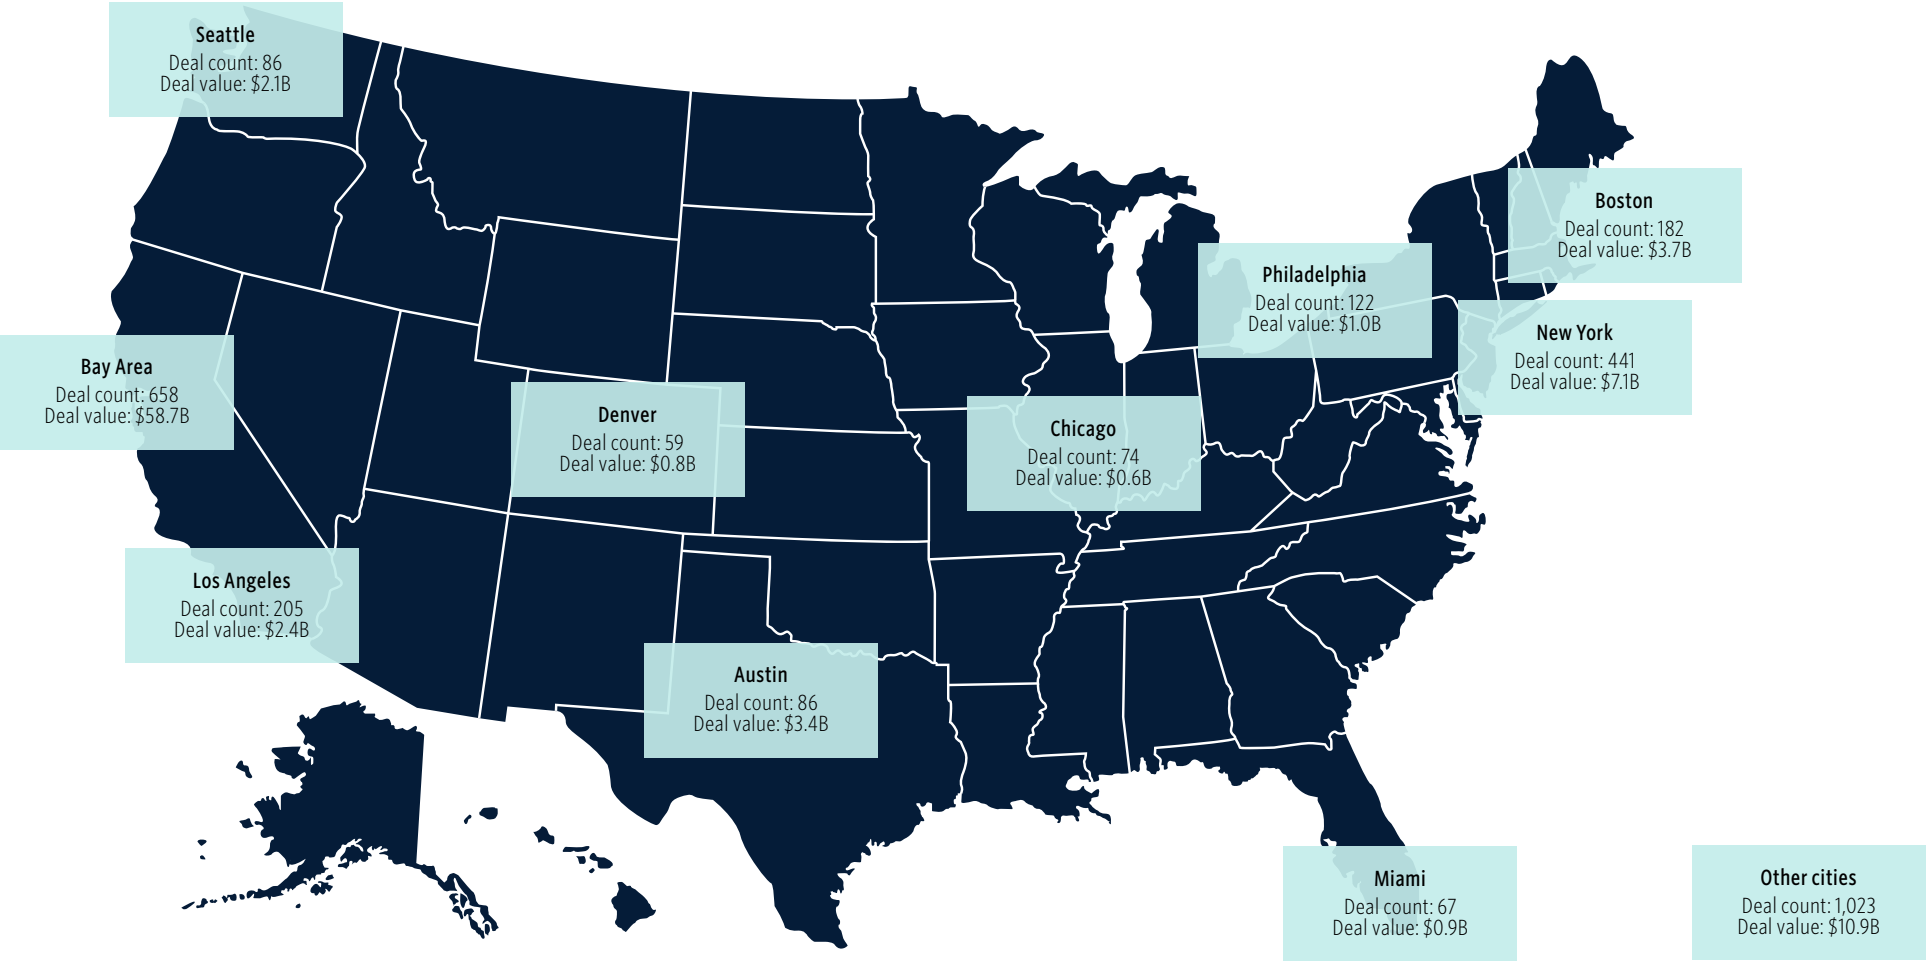 Seattle
Deal count: 86
Deal value: $2.1B
Boston
Deal count: 182
Deal value: $3.7B
Philadelphia
Deal count: 122
Deal value: $1.0B
New York
Deal count: 441
Deal value: $7.1B
Bay Area
Deal count: 658
Deal value: $58.7B
Denver
Deal count: 59
Deal value: $0.8B
Chicago
Deal count: 74
Deal value: $0.6B
Los Angeles
Deal count: 205
Deal value: $2.4B
Austin
Deal count: 86
Deal value: $3.4B
Miami
Deal count: 67
Deal value: $0.9B
Other cities
Deal count: 1,023
Deal value: $10.9B